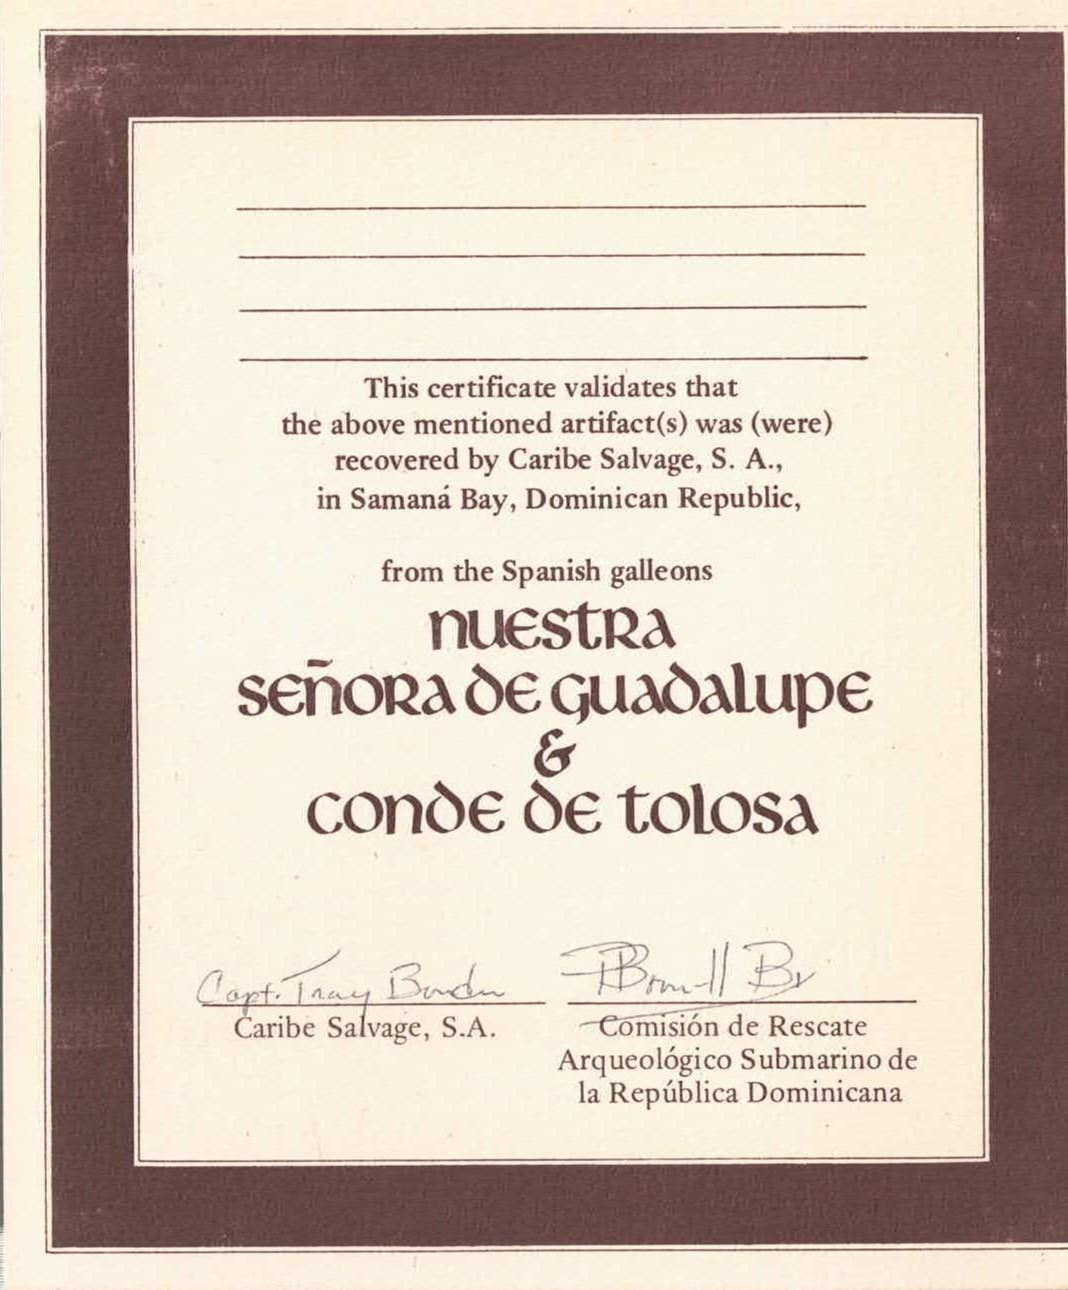 This certificate validates that
the above mentioned artifact(s) was (were)
recovered by Caribe Salvage, S. A.,
in Samaná Bay, Dominican Republic,
from the Spanish galleons
nuestra
señora de guadalupe
&
conde de tolosa
Capt. Tracy
Caribe Salvage, S.A.
Comisión de Rescate
Arqueológico Submarino de
la República Dominicana